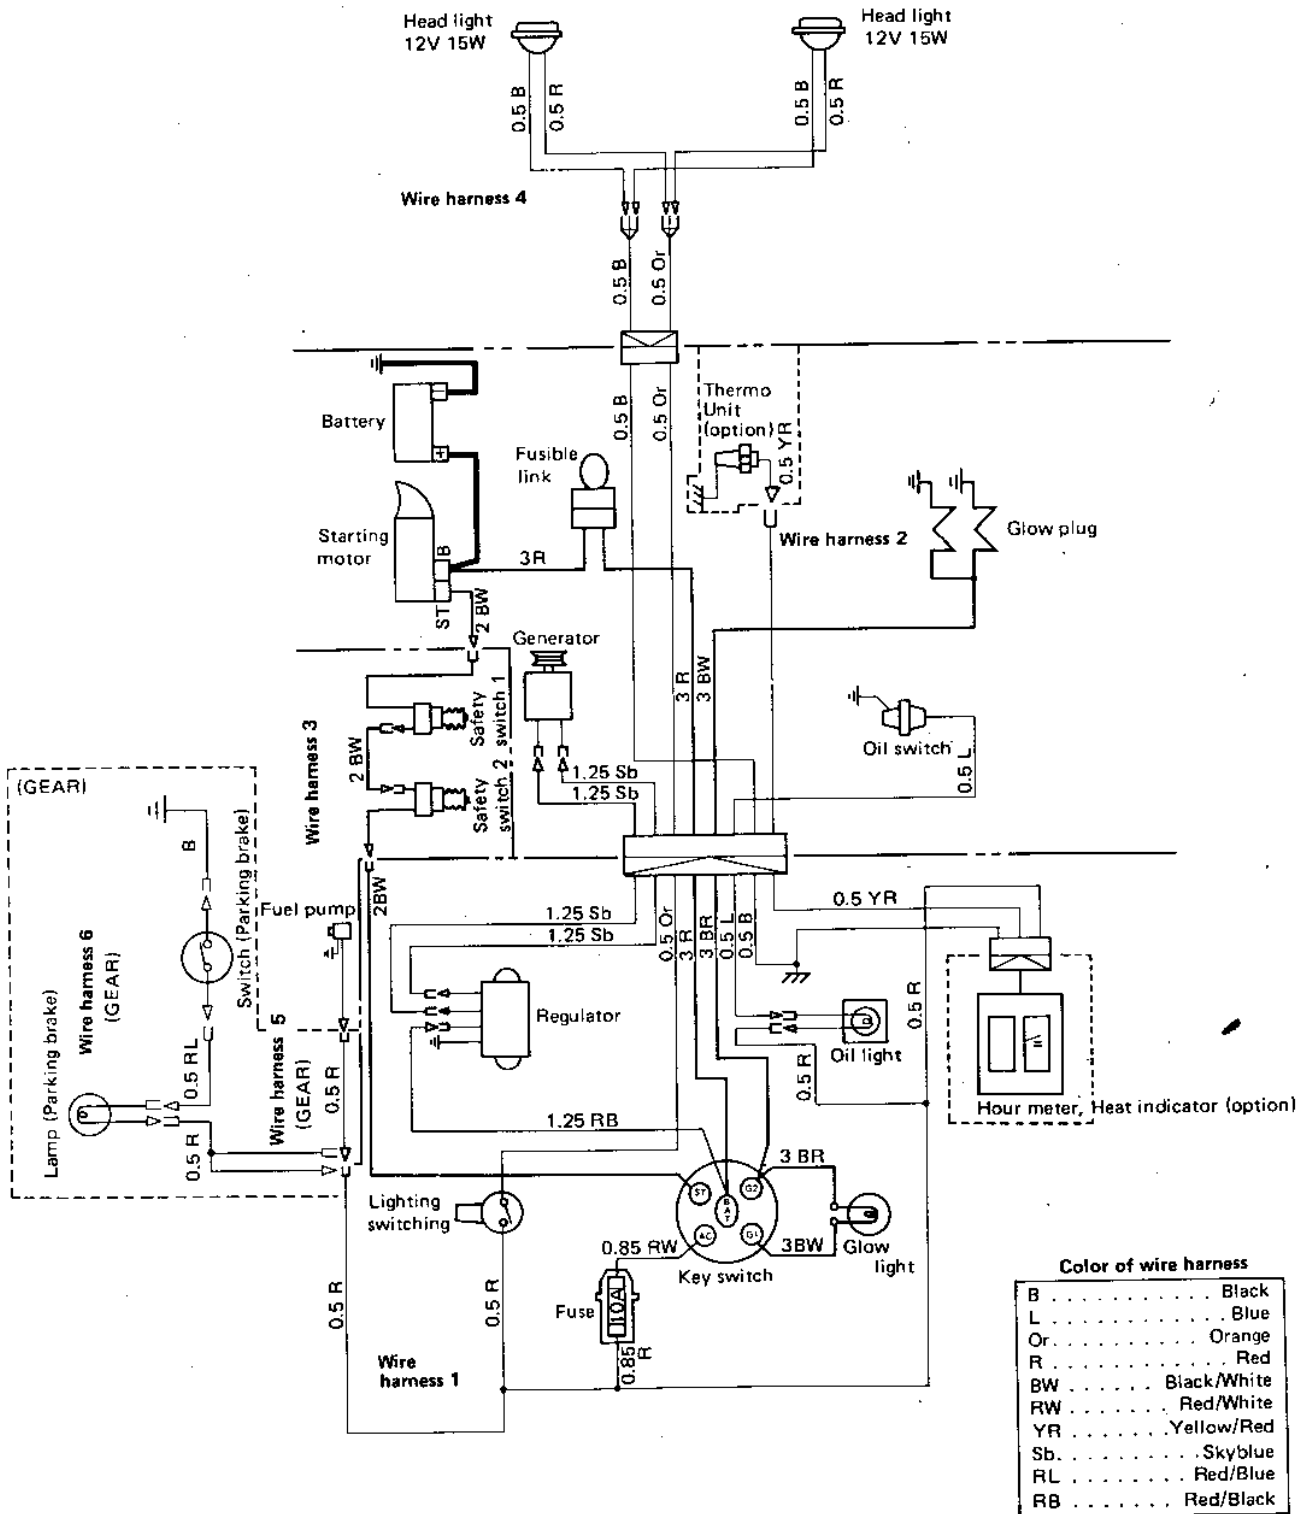 Head light
12V 15W
Head light
12V 15W
0.5 B
0.5 R
0.5 B
0.5 R
Wire harness 4
0.5 B
0.5 Or
Battery
Fusible
link
0.5 B
0.5 Or
Thermo
Unit
(option)
0.5 YR
Starting
motor
B
ST
3R
2 BW
Wire harness 2
Glow plug
Generator
3 R
3 BW
Safety
switch 1
Wire harness 3
2 BW
Safety
switch 2
Oil switch
0.5 L
1.25 Sb
1.25 Sb
(GEAR)
B
Switch (Parking brake)
Fuel pump
2BW
Wire harness 6
(GEAR)
Lamp (Parking brake)
0.5 RL
0.5 R
Wire harness 5
(GEAR)
0.5 R
1.25 Sb
1.25 Sb
0.5 Or
3 R
3 BR
0.5 L
0.5 B
0.5 YR
0.5 R
Regulator
Oil light
0.5 R
Hour meter, Heat indicator (option)
1.25 RB
3 BR
ST
G2
BAT
AC
G1
Lighting
switching
0.85 RW
3BW
Glow
light
Key switch
Fuse
10A
0.5 R
0.5 R
0.85
R
Wire
harness 1
Color of wire harness
B . . . . . . . . . . . . Black
L . . . . . . . . . . . . . Blue
Or. . . . . . . . . . . Orange
R . . . . . . . . . . . . . Red
BW . . . . . . Black/White
RW . . . . . . . Red/White
YR . . . . . . .Yellow/Red
Sb. . . . . . . . . . .Skyblue
RL . . . . . . . . Red/Blue
RB . . . . . . . Red/Black